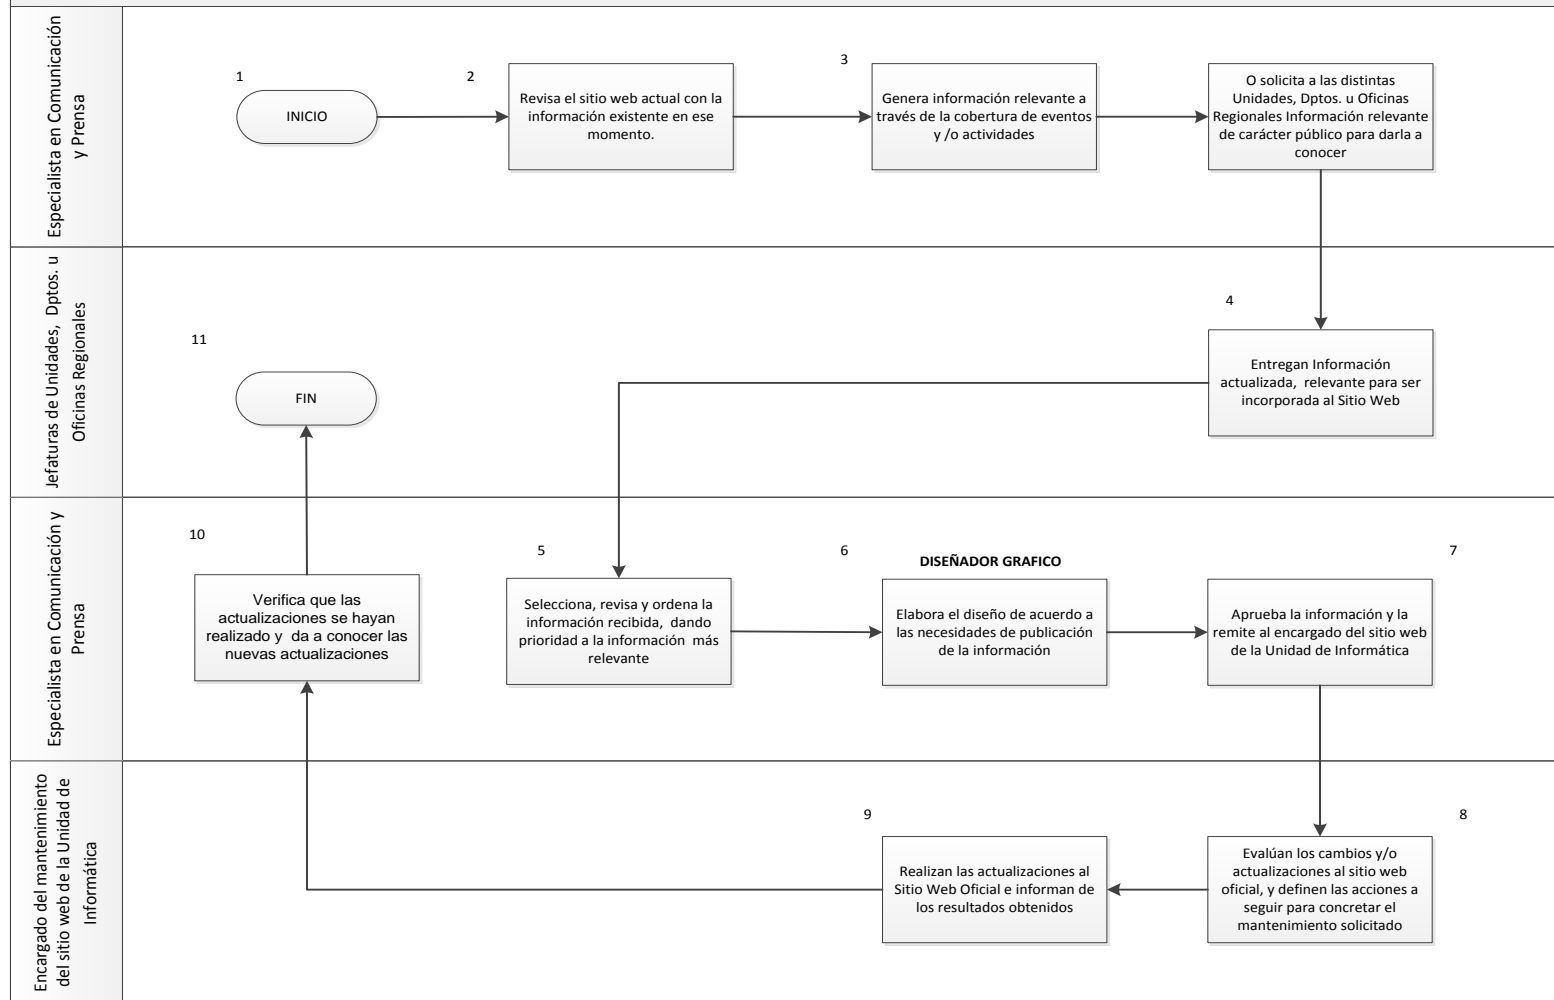 Especialista en Comunicación
y Prensa
1
INICIO
2
Revisa el sitio web actual con la
información existente en ese
momento.
3
Genera información relevante a
través de la cobertura de eventos
y /o actividades
O solicita a las distintas
Unidades, Dptos. u Oficinas
Regionales Información relevante
de carácter público para darla a
conocer
Jefaturas de Unidades, Dptos. u
Oficinas Regionales
4
Entregan Información
actualizada, relevante para ser
incorporada al Sitio Web
11
FIN
Especialista en Comunicación y
Prensa
10
Verifica que las
actualizaciones se hayan
realizado y da a conocer las
nuevas actualizaciones
5
Selecciona, revisa y ordena la
información recibida, dando
prioridad a la información más
relevante
6
DISEÑADOR GRAFICO
Elabora el diseño de acuerdo a
las necesidades de publicación
de la información
7
Aprueba la información y la
remite al encargado del sitio web
de la Unidad de Informática
Encargado del mantenimiento
del sitio web de la Unidad de
Informática
9
Realizan las actualizaciones al
Sitio Web Oficial e informan de
los resultados obtenidos
8
Evalúan los cambios y/o
actualizaciones al sitio web
oficial, y definen las acciones a
seguir para concretar el
mantenimiento solicitado